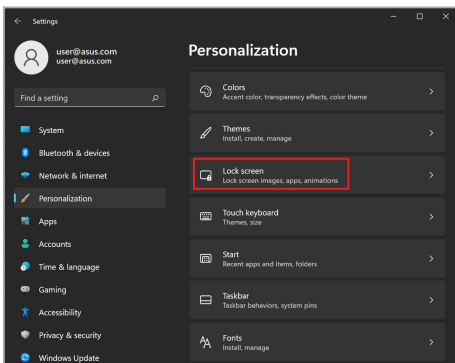 Settings
user@asus.com
user@asus.com
Find a setting
System
Bluetooth & devices
Network & internet
Personalization
Apps
Accounts
Time & language
Gaming
Accessibility
Privacy & security
Windows Update
Personalization
Colors
Accent color, transparency effects, color theme
Themes
Install, create, manage
Lock screen
Lock screen images, apps, animations
Touch keyboard
Themes, size
Start
Recent apps and items, folders
Taskbar
Taskbar behaviors, system pins
Fonts
Install, manage